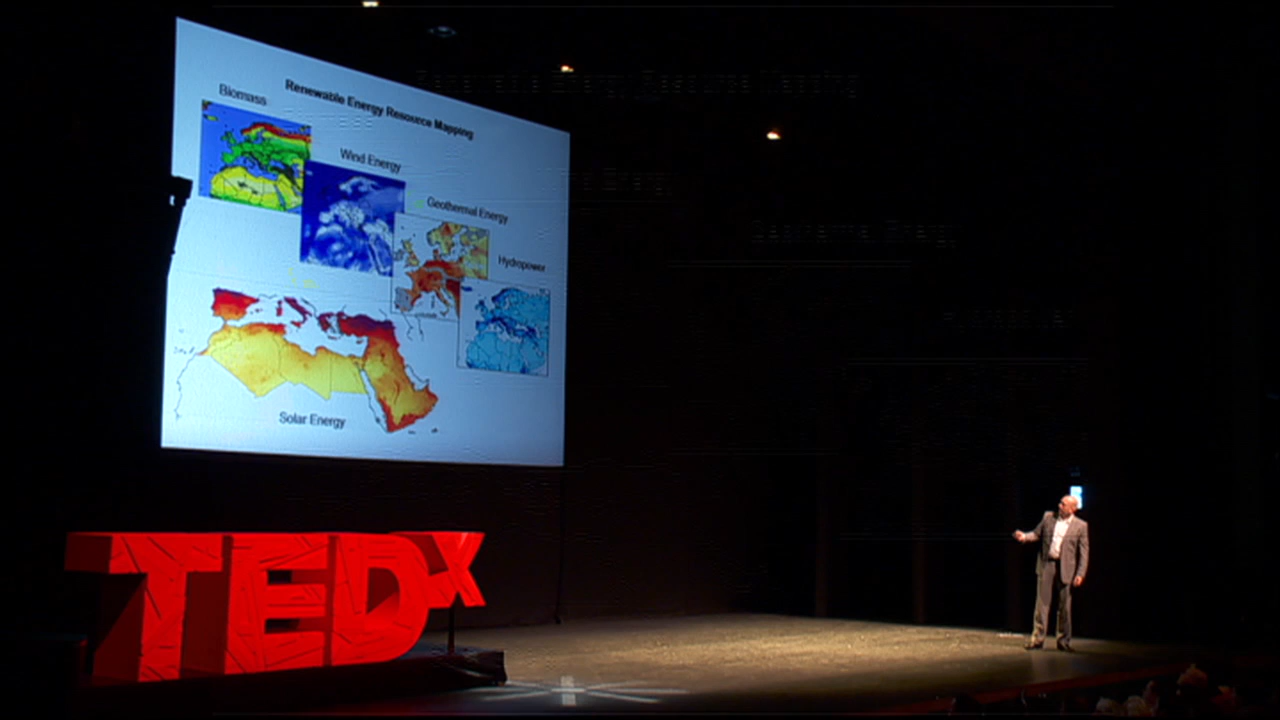 Renewable Energy Resource Mapping
Biomass
Wind Energy
Geothermal Energy
Hydropower
Solar Energy
TEDx